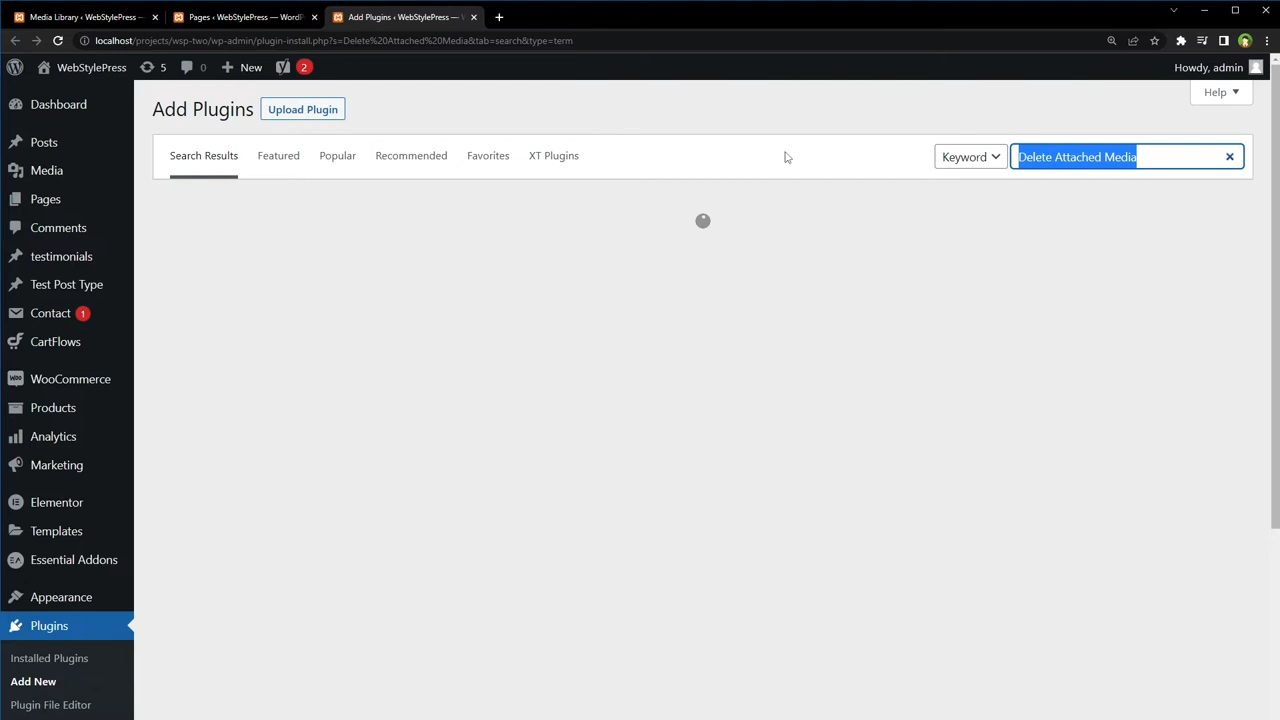 Media Library ‹ WebStylePress —
Pages ‹ WebStylePress — WordP
Add Plugins ‹ WebStylePress — W
localhost/projects/wsp-two/wp-admin/plugin-install.php?s=Delete%20Attached%20Media&tab=search&type=term
WebStylePress
5
0
New
2
Howdy, admin
Dashboard
Posts
Media
Pages
Comments
testimonials
Test Post Type
Contact 1
CartFlows
WooCommerce
Products
Analytics
Marketing
Elementor
Templates
Essential Addons
Appearance
Plugins
Installed Plugins
Add New
Plugin File Editor
Help
Add Plugins
Upload Plugin
Search Results
Featured
Popular
Recommended
Favorites
XT Plugins
Keyword
Delete Attached Media